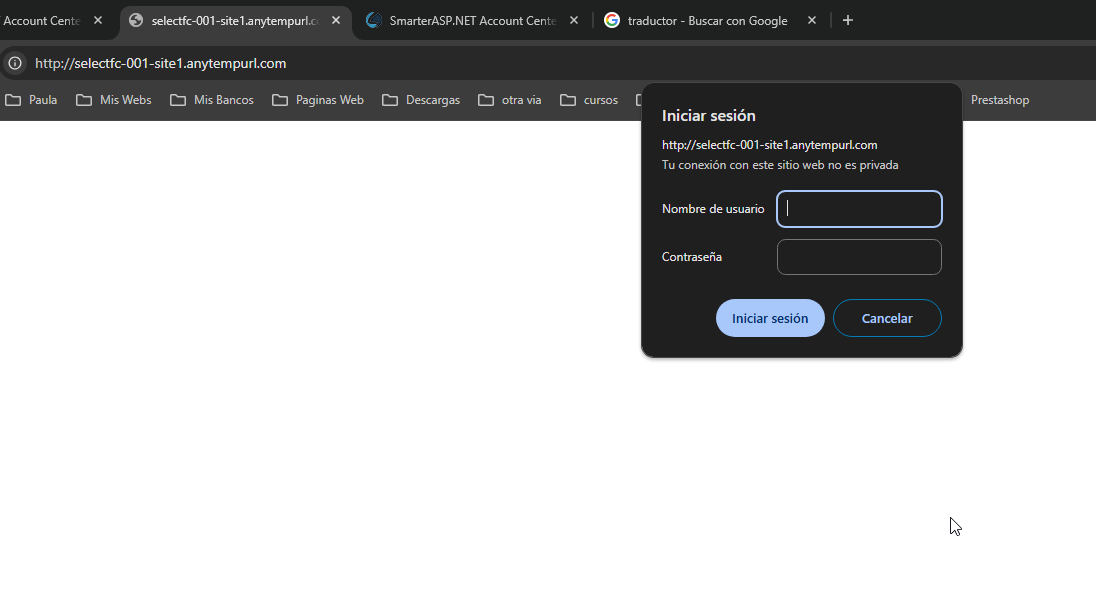 Account Cente
selectfc-001-site1.anytempurl.co
SmarterASP.NET Account Cente
traductor - Buscar con Google
http://selectfc-001-site1.anytempurl.com
Paula
Mis Webs
Mis Bancos
Paginas Web
Descargas
otra via
cursos
Prestashop
Iniciar sesión
http://selectfc-001-site1.anytempurl.com
Tu conexión con este sitio web no es privada
Nombre de usuario
Contraseña
Iniciar sesión
Cancelar